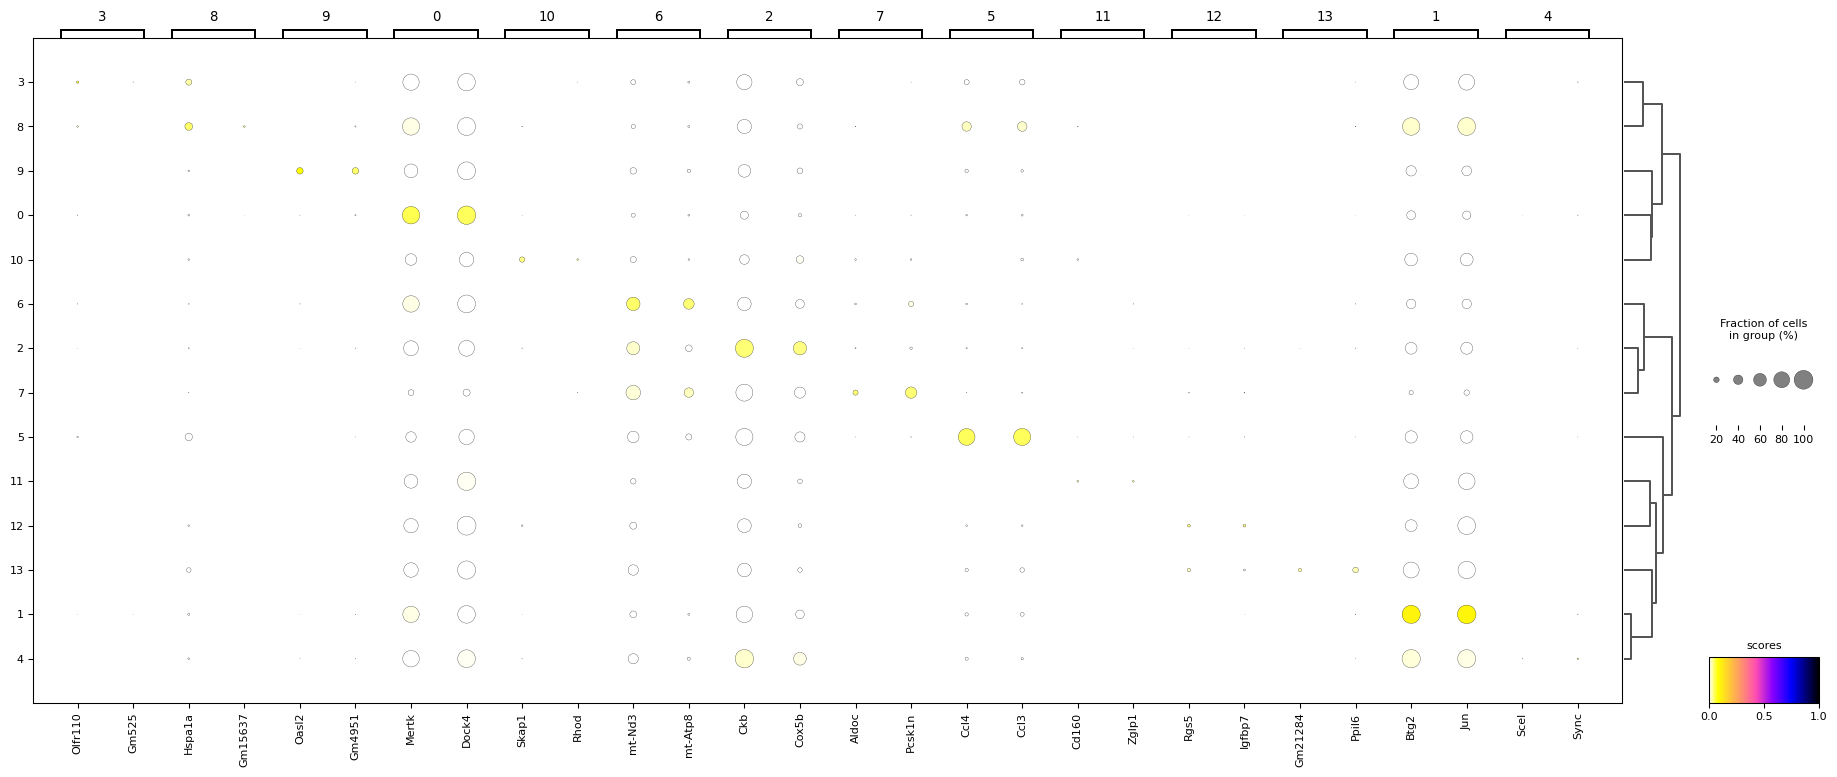 3 8 9 0 10 6 2 7 5 11 12 13 1 4
3
8
9
0
10
6
2
7
5
11
12
13
1
4
Fraction of cells
in group (%)
20 40 60 80 100
scores
0.0 0.5 1.0
Olfr110
Gm525
Hspa1a
Gm15637
Oasl2
Gm4951
Mertk
Dock4
Skap1
Rhod
mt-Nd3
mt-Atp8
Ckb
Cox5b
Aldoc
Pcsk1n
Ccl4
Ccl3
Cd160
Zglp1
Rgs5
Igfbp7
Gm21284
Ppil6
Btg2
Jun
Scel
Sync